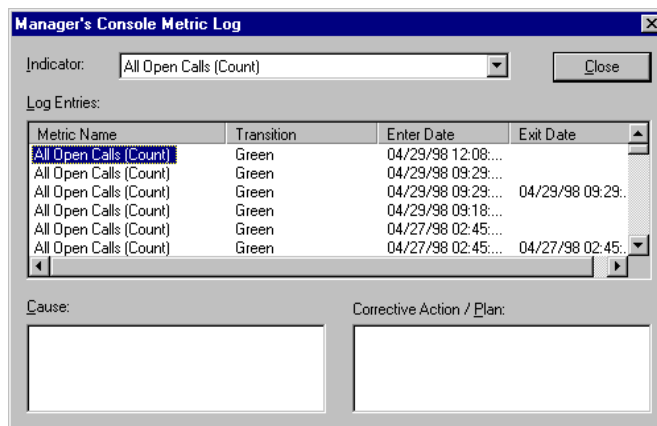 Manager's Console Metric Log
Indicator: All Open Calls (Count) Close
Log Entries:
Metric Name Transition Enter Date Exit Date
All Open Calls (Count) Green 04/29/98 12:08:...
All Open Calls (Count) Green 04/29/98 09:29:...
All Open Calls (Count) Green 04/29/98 09:29:... 04/29/98 09:29:.
All Open Calls (Count) Green 04/29/98 09:18:...
All Open Calls (Count) Green 04/27/98 02:45:...
All Open Calls (Count) Green 04/27/98 02:45:... 04/27/98 02:45:.
Cause: Corrective Action / Plan: